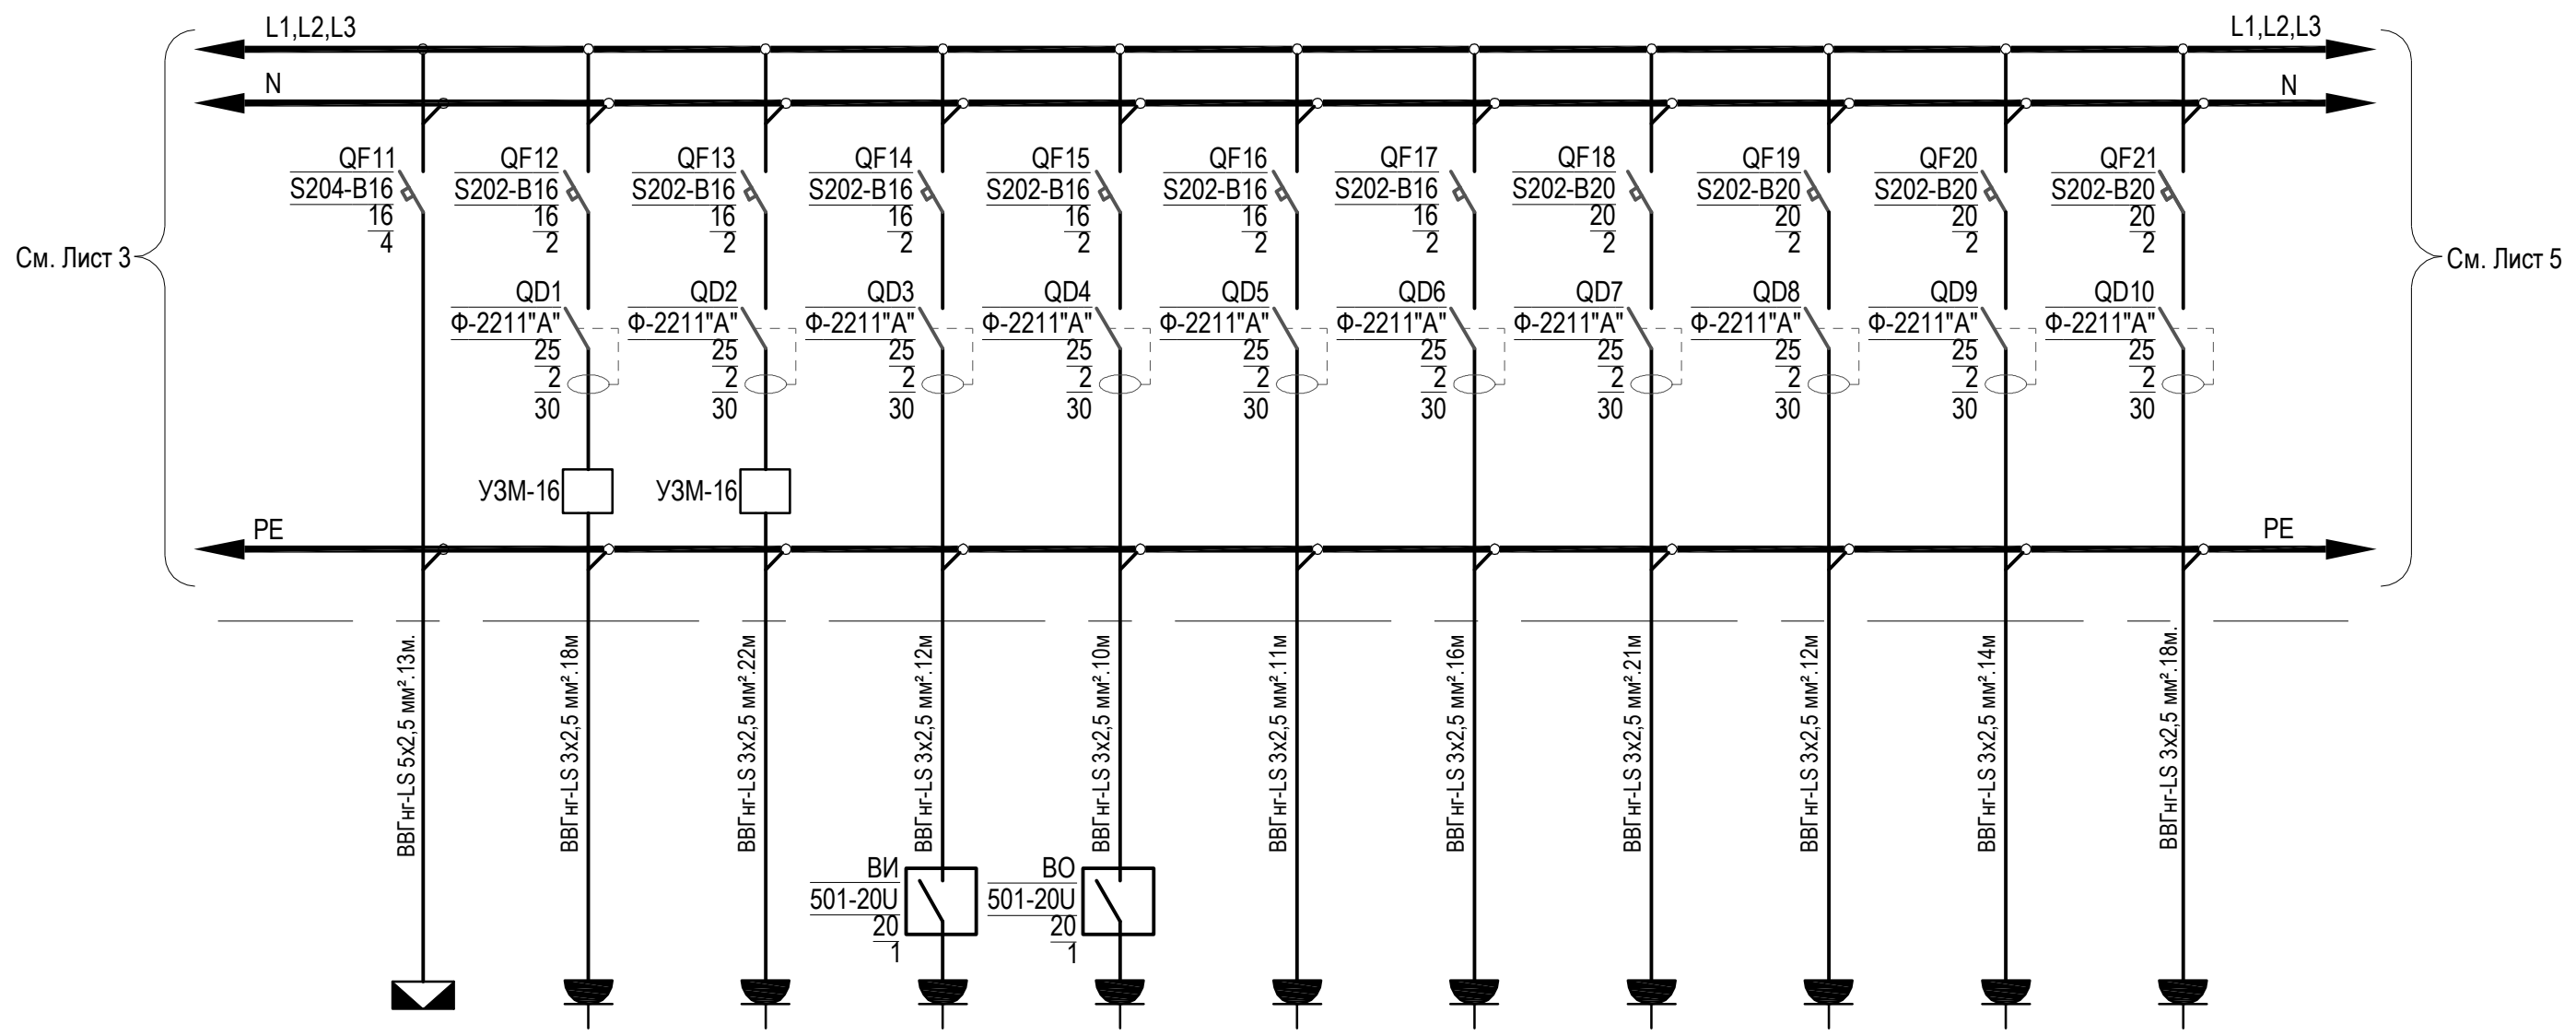 L1,L2,L3
L1,L2,L3
N
N
QF11
S204-B16
16
4
QF12
S202-B16
16
2
QF13
S202-B16
16
2
QF14
S202-B16
16
2
QF15
S202-B16
16
2
QF16
S202-B16
16
2
QF17
S202-B16
16
2
QF18
S202-B20
20
2
QF19
S202-B20
20
2
QF20
S202-B20
20
2
QF21
S202-B20
20
2
См. Лист 3
См. Лист 5
QD1
Ф-2211"А"
25
2
30
QD2
Ф-2211"А"
25
2
30
QD3
Ф-2211"А"
25
2
30
QD4
Ф-2211"А"
25
2
30
QD5
Ф-2211"А"
25
2
30
QD6
Ф-2211"А"
25
2
30
QD7
Ф-2211"А"
25
2
30
QD8
Ф-2211"А"
25
2
30
QD9
Ф-2211"А"
25
2
30
QD10
Ф-2211"А"
25
2
30
УЗМ-16
УЗМ-16
PE
PE
ВВГнг-LS 5х2,5 мм².13м.
ВВГнг-LS 3х2,5 мм².18м
ВВГнг-LS 3х2,5 мм².22м
ВВГнг-LS 3х2,5 мм².12м
ВВГнг-LS 3х2,5 мм².10м
ВВГнг-LS 3х2,5 мм².11м
ВВГнг-LS 3х2,5 мм².16м
ВВГнг-LS 3х2,5 мм².21м
ВВГнг-LS 3х2,5 мм².12м
ВВГнг-LS 3х2,5 мм².14м
ВВГнг-LS 3х2,5 мм².18м.
ВИ
501-20U
20
1
ВО
501-20U
20
1